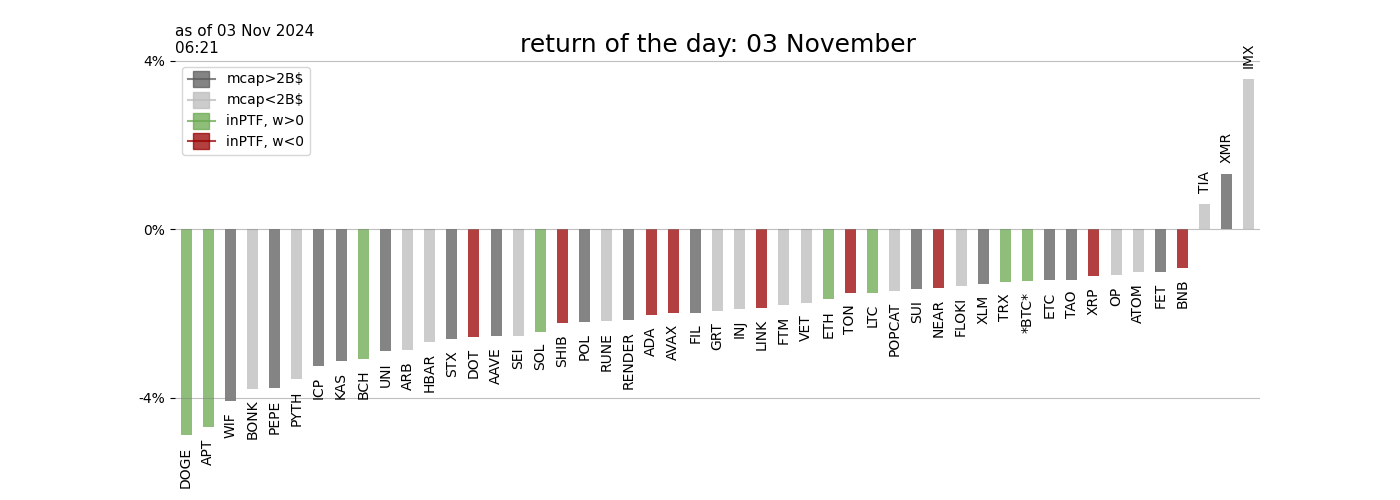 as of 03 Nov 2024
06:21
return of the day: 03 November
4%
0%
-4%
mcap>2B$
mcap<2B$
inPTF, w>0
inPTF, w<0
DOGE
APT
WIF
BONK
PEPE
PYTH
ICP
KAS
BCH
UNI
ARB
HBAR
STX
DOT
AAVE
SEI
SOL
SHIB
POL
RUNE
RENDER
ADA
AVAX
FIL
GRT
INJ
LINK
FTM
VET
ETH
TON
LTC
POPCAT
SUI
NEAR
FLOKI
XLM
TRX
*BTC*
ETC
TAO
XRP
OP
ATOM
FET
BNB
TIA
XMR
IMX